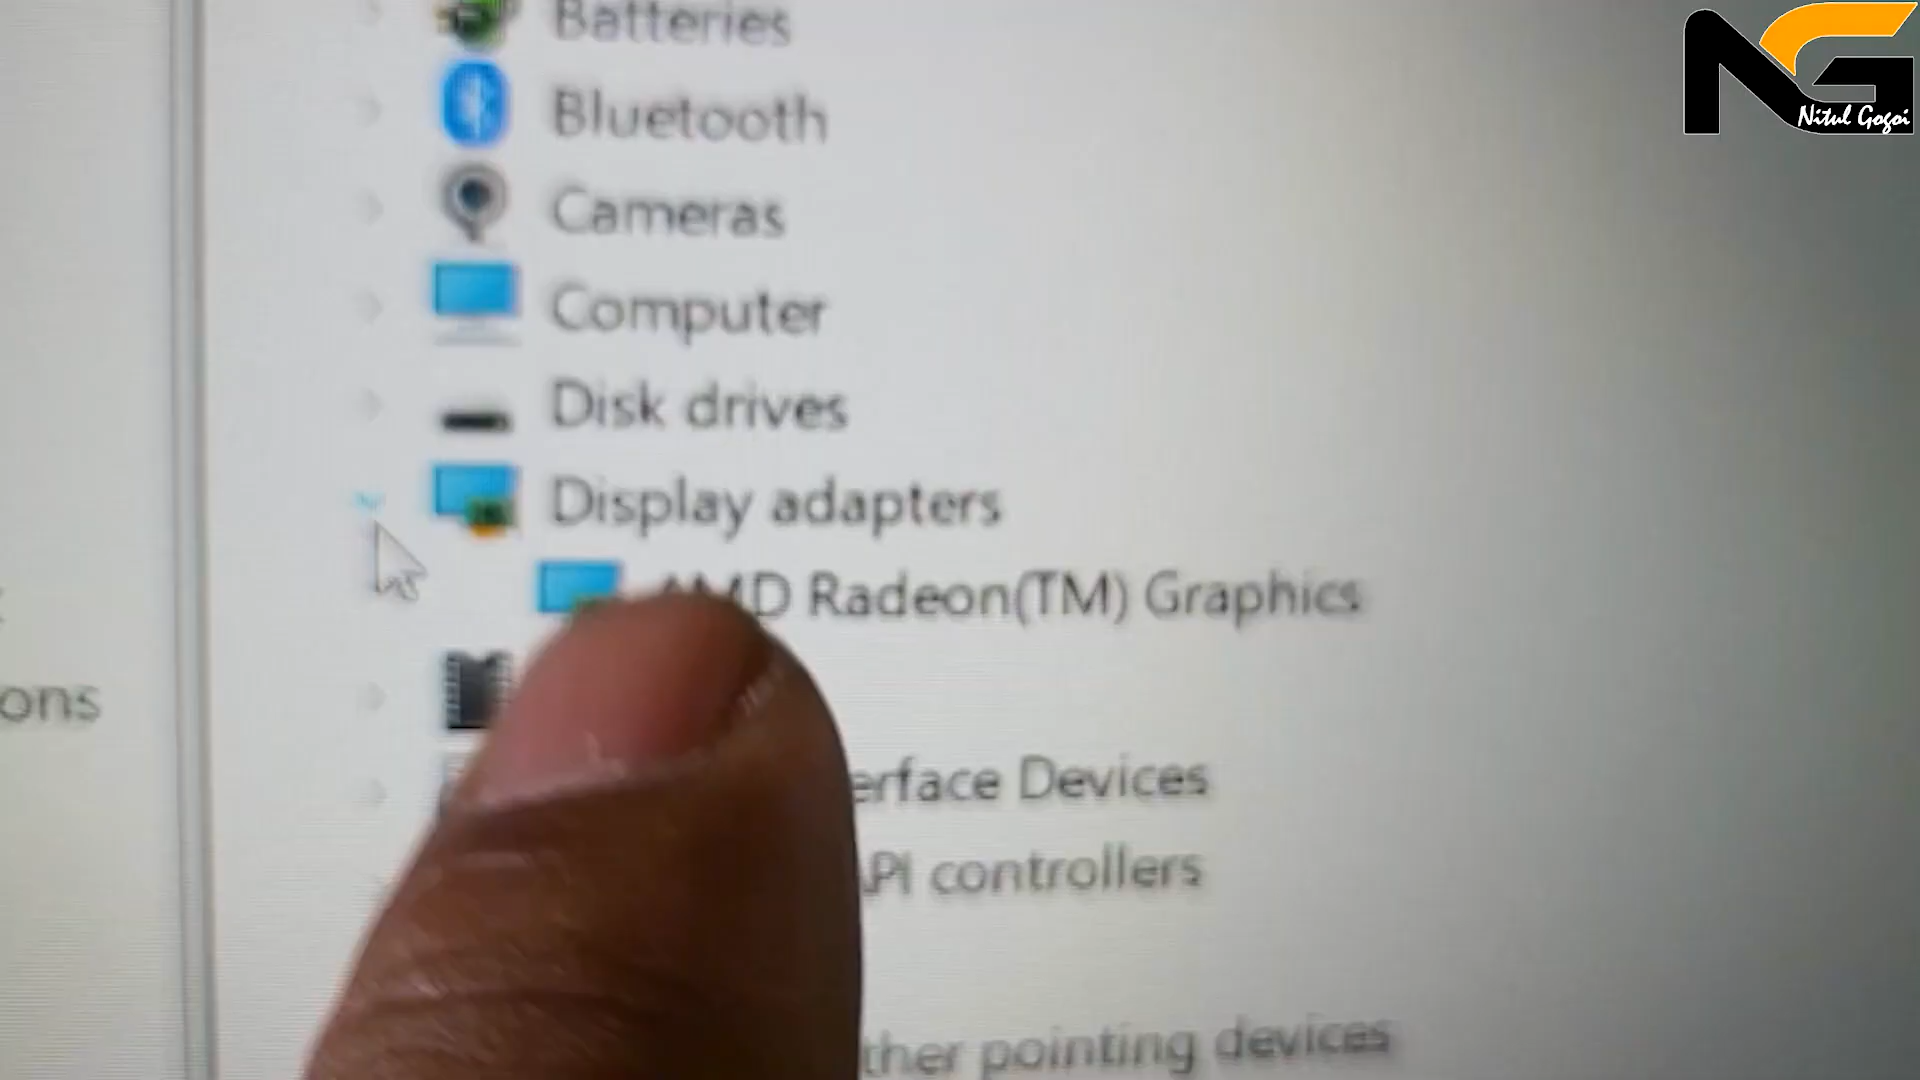 Batteries
Bluetooth
Cameras
Computer
Disk drives
Display adapters
AMD Radeon(TM) Graphics
erface Devices
API controllers
ther pointing devices
ons
NG
Nitul Gogoi